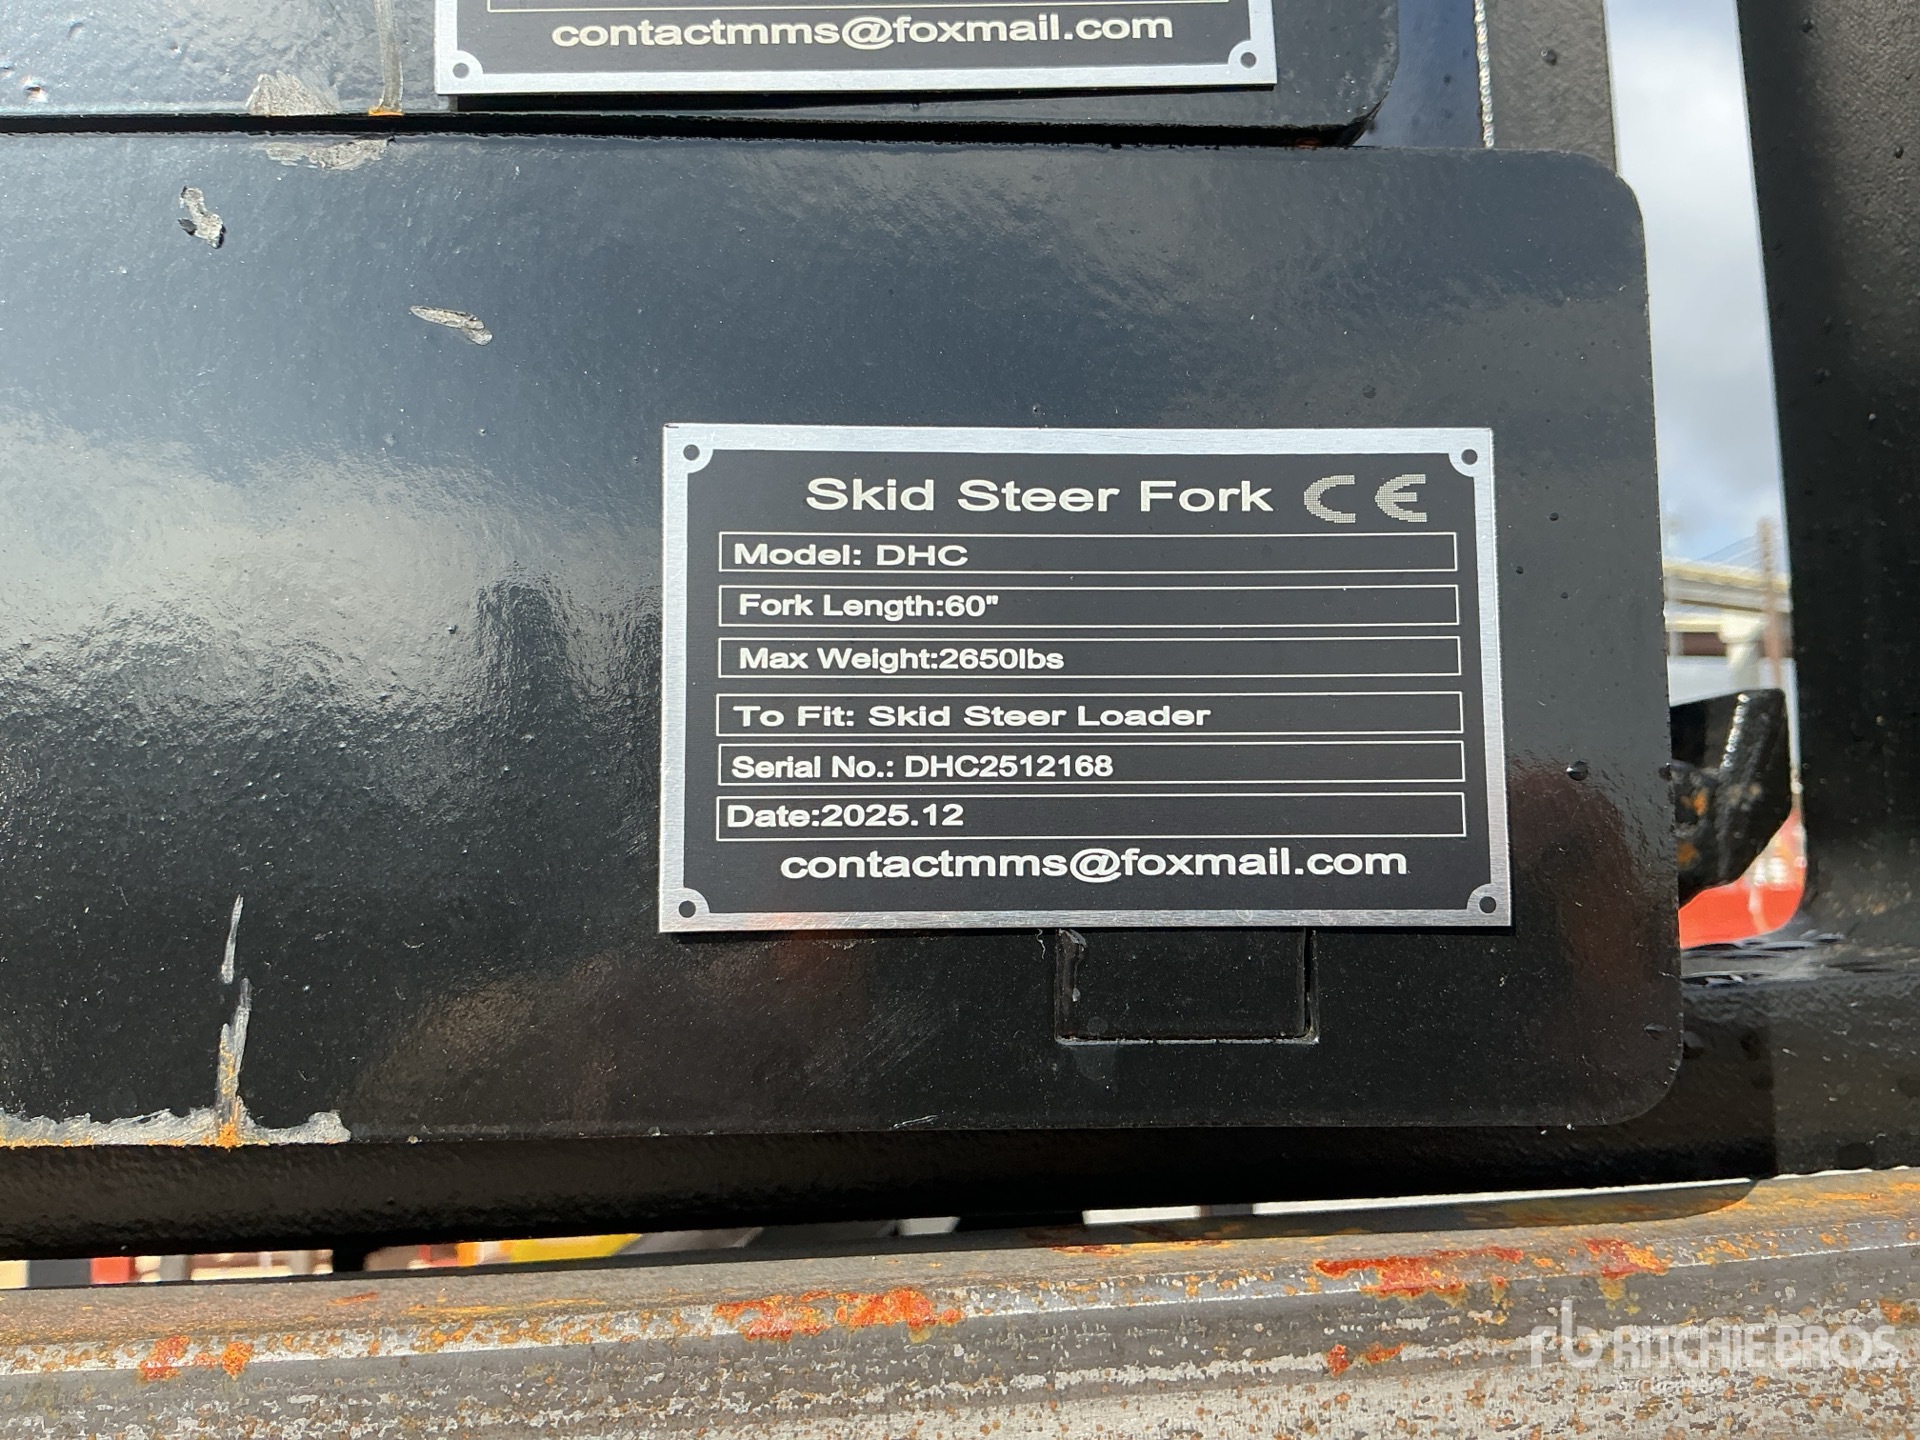 contactmms@foxmail.com
Skid Steer Fork CE
Model: DHC
Fork Length:60"
Max Weight:2650lbs
To Fit: Skid Steer Loader
Serial No.: DHC2512168
Date:2025.12
contactmms@foxmail.com
rb RITCHIE BROS.